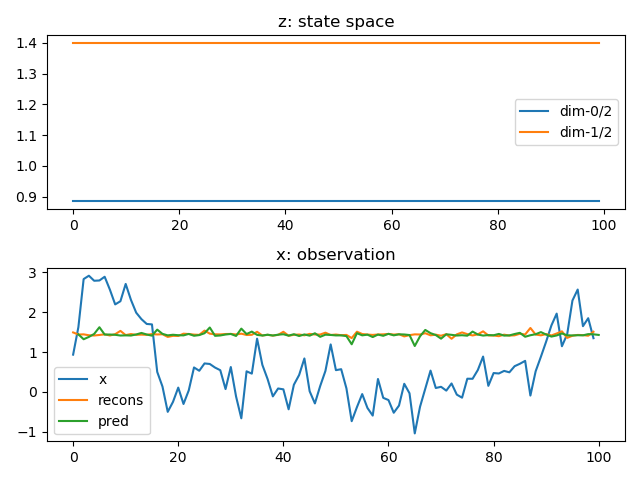 z: state space
1.4
1.3
1.2
1.1
1.0
0.9
dim-0/2
dim-1/2
0 20 40 60 80 100
x: observation
3
2
1
0
−1
x
recons
pred
0 20 40 60 80 100